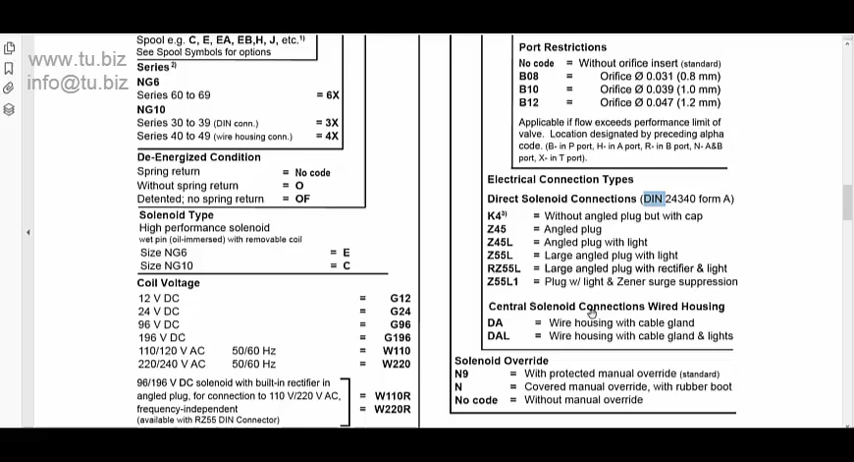 www.tu.biz
info@tu.biz
Spool e.g. C, E, EA, EB,H, J, etc.1)
See Spool Symbols for options
Series2)
NG6
Series 60 to 69 = 6X
NG10
Series 30 to 39 (DIN conn.) = 3X
Series 40 to 49 (wire housing conn.) = 4X
De-Energized Condition
Spring return = No code
Without spring return = O
Detented; no spring return = OF
Solenoid Type
High performance solenoid
wet pin (oil-immersed) with removable coil
Size NG6 = E
Size NG10 = C
Coil Voltage
12 V DC = G12
24 V DC = G24
96 V DC = G96
196 V DC = G196
110/120 V AC 50/60 Hz = W110
220/240 V AC 50/60 Hz = W220
96/196 V DC solenoid with built-in rectifier in
angled plug, for connection to 110 V/220 V AC, = W110R
frequency-independent = W220R
(available with RZ55 DIN Connector)
Port Restrictions
No code = Without orifice insert (standard)
B08 = Orifice Ø 0.031 (0.8 mm)
B10 = Orifice Ø 0.039 (1.0 mm)
B12 = Orifice Ø 0.047 (1.2 mm)
Applicable if flow exceeds performance limit of
valve. Location designated by preceding alpha
code. (B- in P port, H- in A port, R- in B port, N- A&B
port, X- in T port).
Electrical Connection Types
Direct Solenoid Connections (DIN 24340 form A)
K43) = Without angled plug but with cap
Z45 = Angled plug
Z45L = Angled plug with light
Z55L = Large angled plug with light
RZ55L = Large angled plug with rectifier & light
Z55L1 = Plug w/ light & Zener surge suppression
Central Solenoid Connections Wired Housing
DA = Wire housing with cable gland
DAL = Wire housing with cable gland & lights
Solenoid Override
N9 = With protected manual override (standard)
N = Covered manual override, with rubber boot
No code = Without manual override